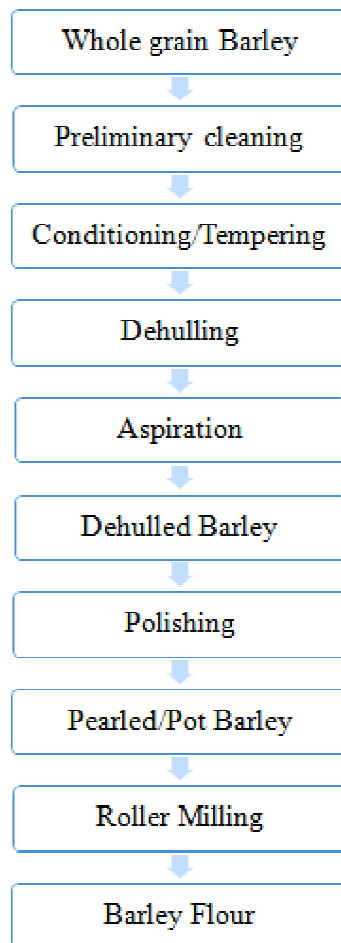 Whole grain Barley
Preliminary cleaning
Conditioning/Tempering
Dehulling
Aspiration
Dehulled Barley
Polishing
Pearled/Pot Barley
Roller Milling
Barley Flour